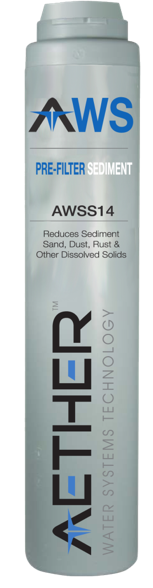 AWS
PRE-FILTER SEDIMENT
AWSS14
Reduces Sediment
Sand, Dust, Rust &
Other Dissolved Solids
AETHER™
WATER SYSTEMS TECHNOLOGY